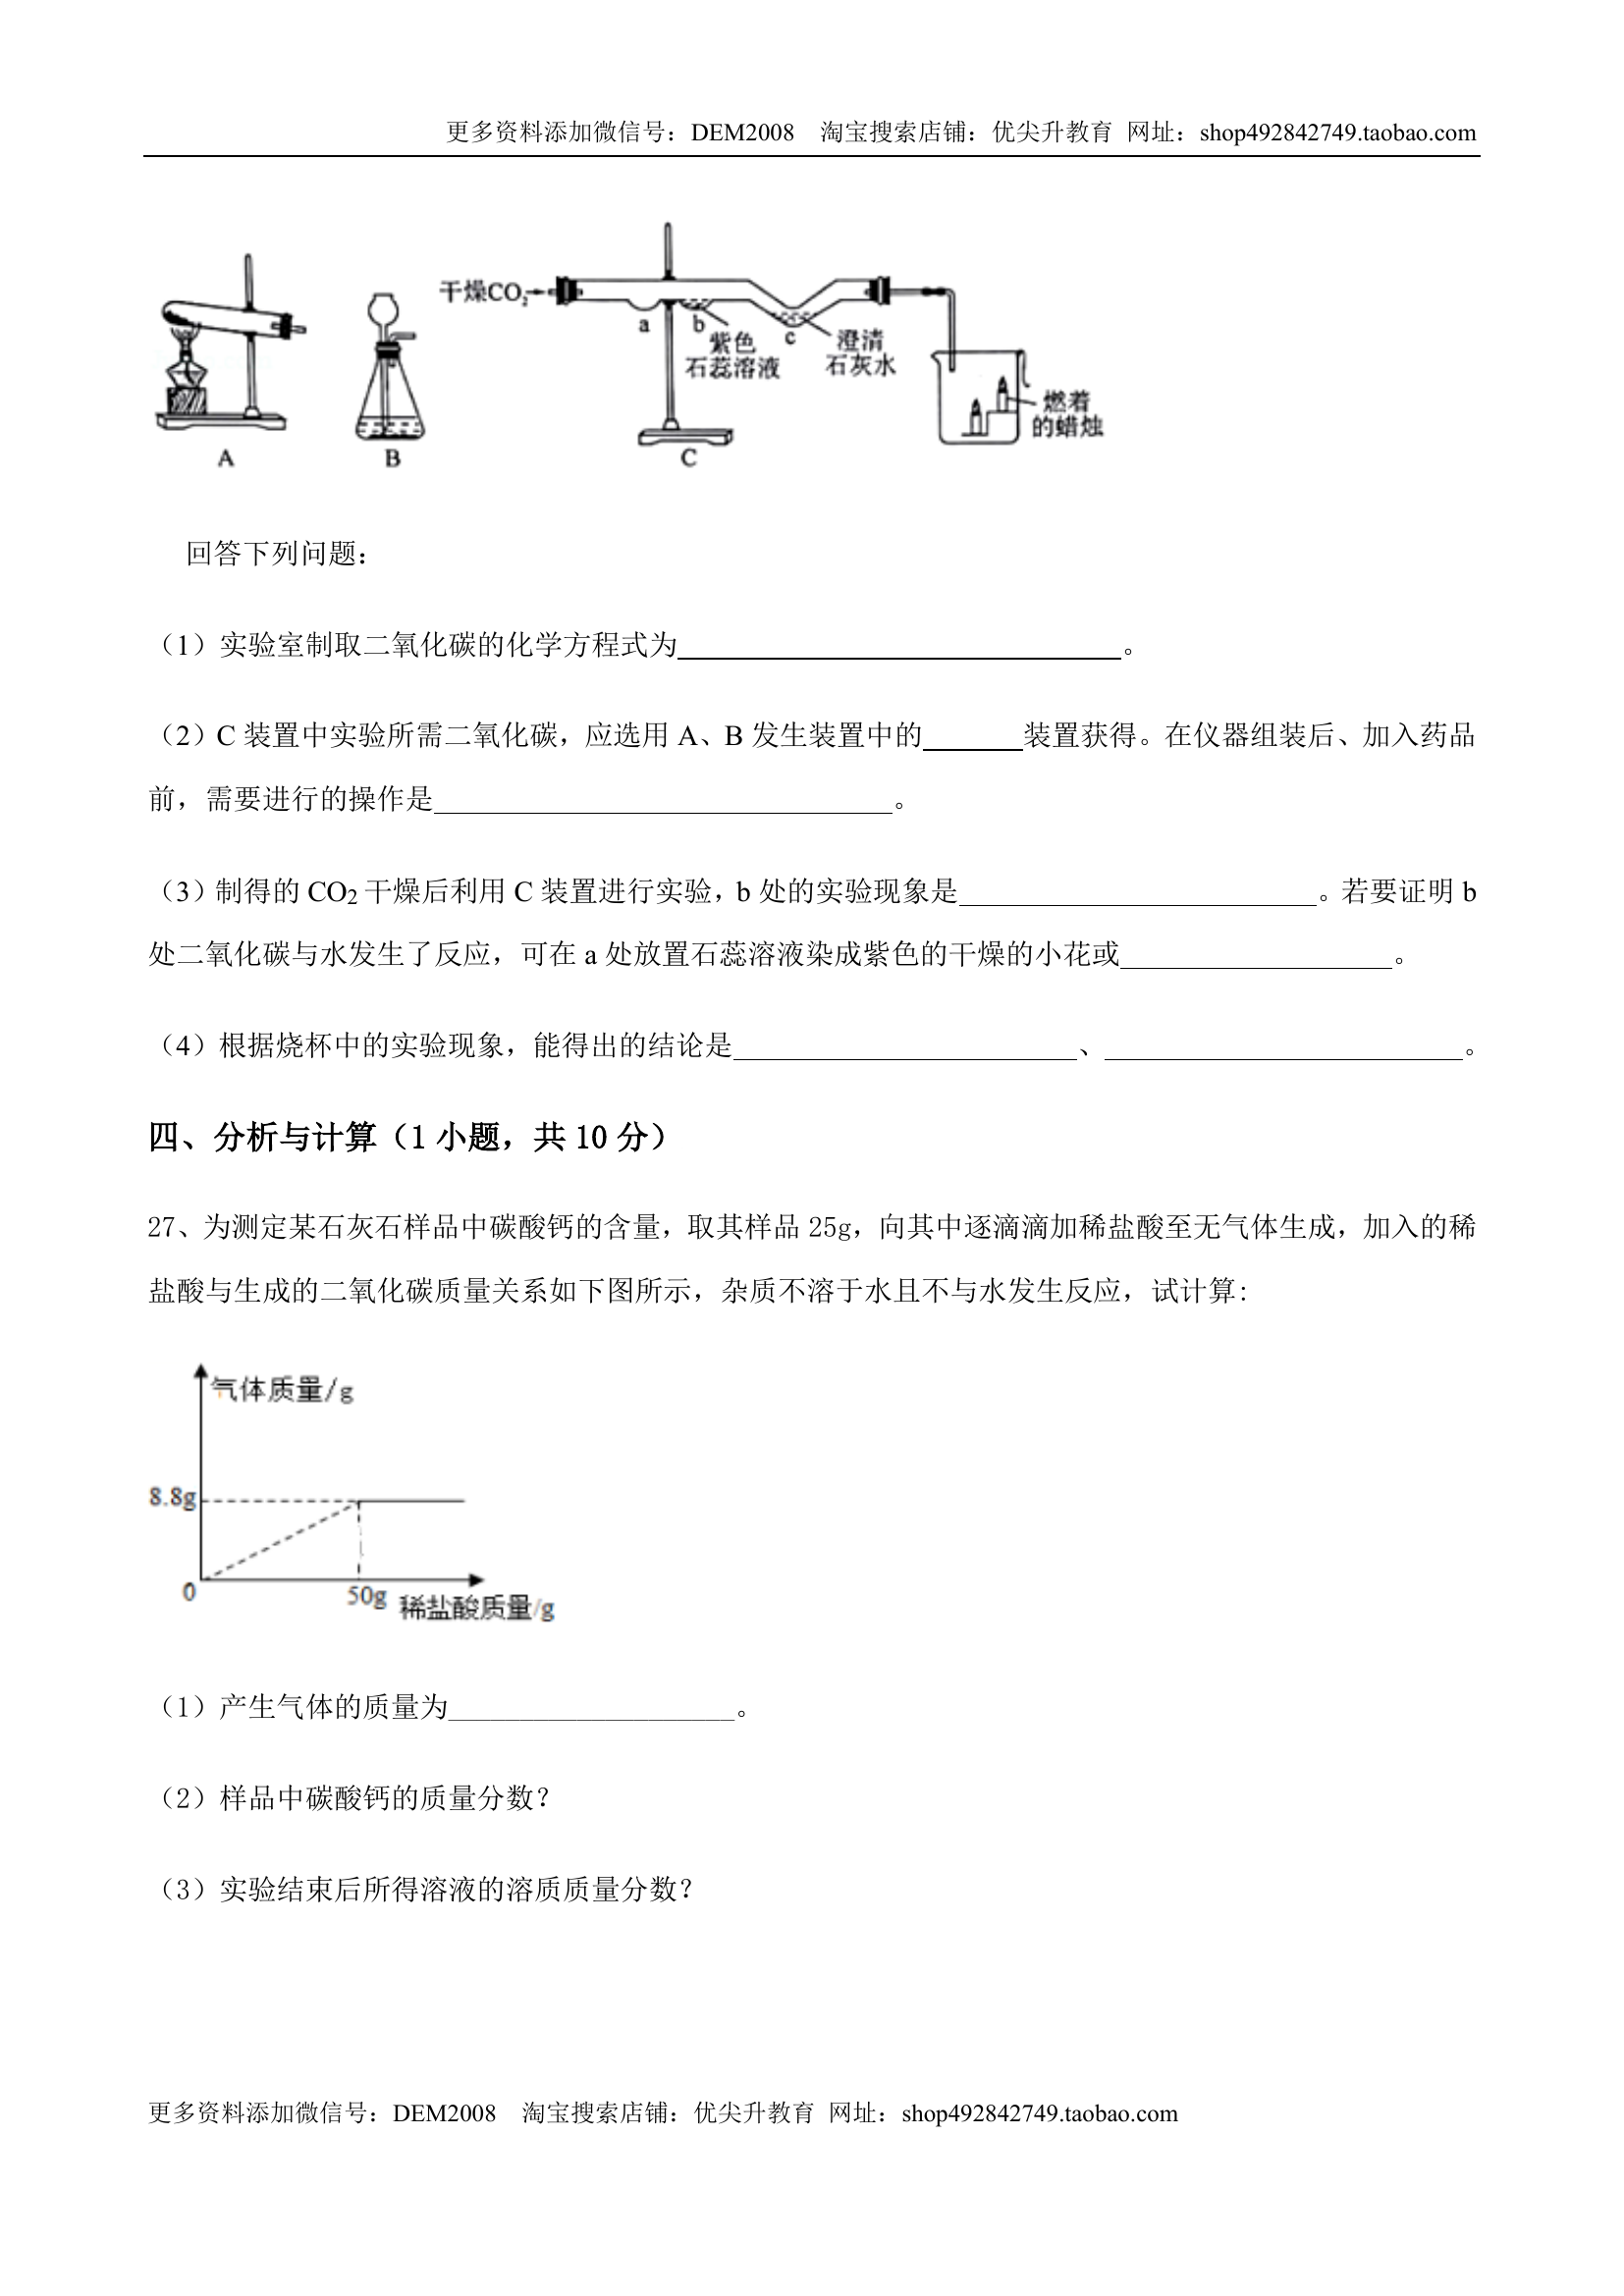 更多资料添加微信号：DEM2008 淘宝搜索店铺：优尖升教育 网址：shop492842749.taobao.com
干燥CO₂
a
b
c
紫色
石蕊溶液
澄清
石灰水
燃着
的蜡烛
A
B
C
回答下列问题：
（1）实验室制取二氧化碳的化学方程式为_______________。
（2）C 装置中实验所需二氧化碳，应选用 A、B 发生装置中的_______装置获得。在仪器组装后、加入药品
前，需要进行的操作是_______________。
（3）制得的 CO₂ 干燥后利用 C 装置进行实验，b 处的实验现象是_______________。若要证明 b
处二氧化碳与水发生了反应，可在 a 处放置石蕊溶液染成紫色的干燥的小花或_______________。
（4）根据烧杯中的实验现象，能得出的结论是_______________、_______________。
四、分析与计算（1 小题，共 10 分）
27、为测定某石灰石样品中碳酸钙的含量，取其样品 25g，向其中逐滴滴加稀盐酸至无气体生成，加入的稀
盐酸与生成的二氧化碳质量关系如下图所示，杂质不溶于水且不与水发生反应，试计算：
气体质量/g
8.8g
0
50g
稀盐酸质量/g
（1）产生气体的质量为____________________。
（2）样品中碳酸钙的质量分数？
（3）实验结束后所得溶液的溶质质量分数？
更多资料添加微信号：DEM2008 淘宝搜索店铺：优尖升教育 网址：shop492842749.taobao.com